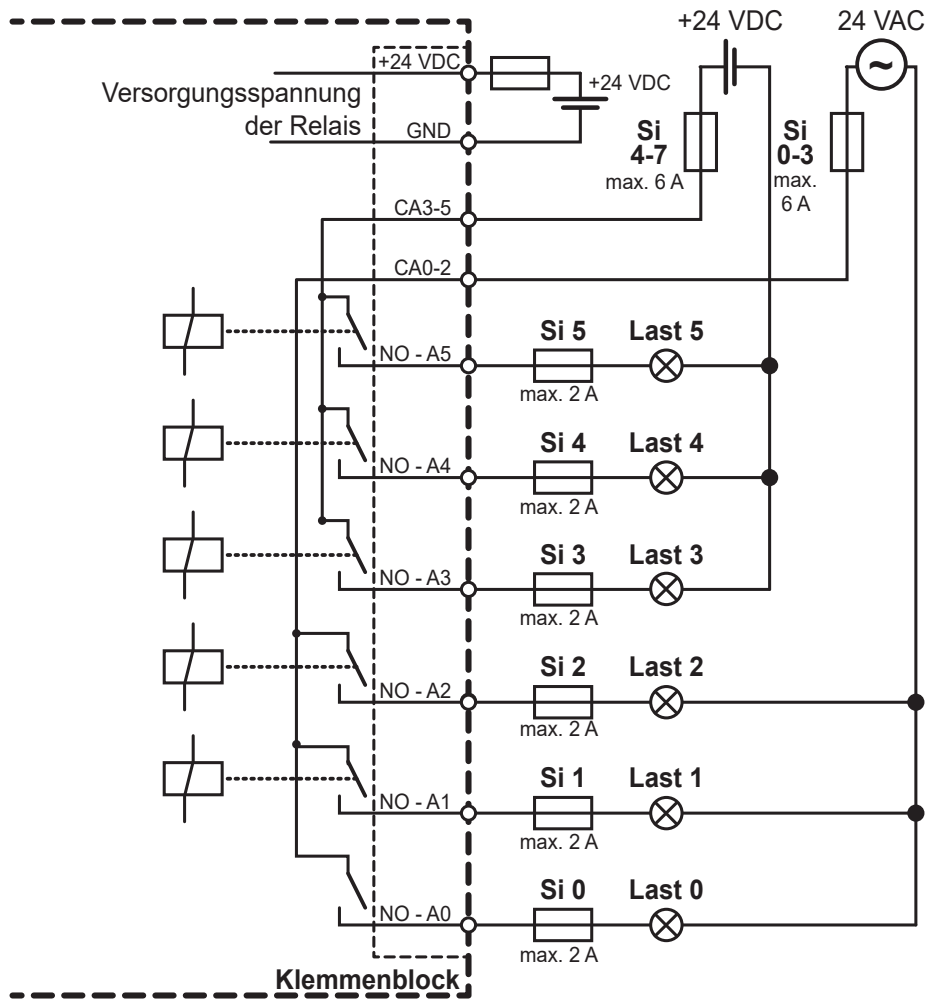 +24 VDC
24 VAC
+24 VDC
+24 VDC
Versorgungsspannung
der Relais
GND
Si
4-7
max. 6 A
Si
0-3
max.
6 A
~
CA3-5
CA0-2
Si 5
Last 5
NO - A5
max. 2 A
Si 4
Last 4
NO - A4
max. 2 A
Si 3
Last 3
NO - A3
max. 2 A
Si 2
Last 2
NO - A2
max. 2 A
Si 1
Last 1
NO - A1
max. 2 A
Si 0
Last 0
NO - A0
max. 2 A
Klemmenblock